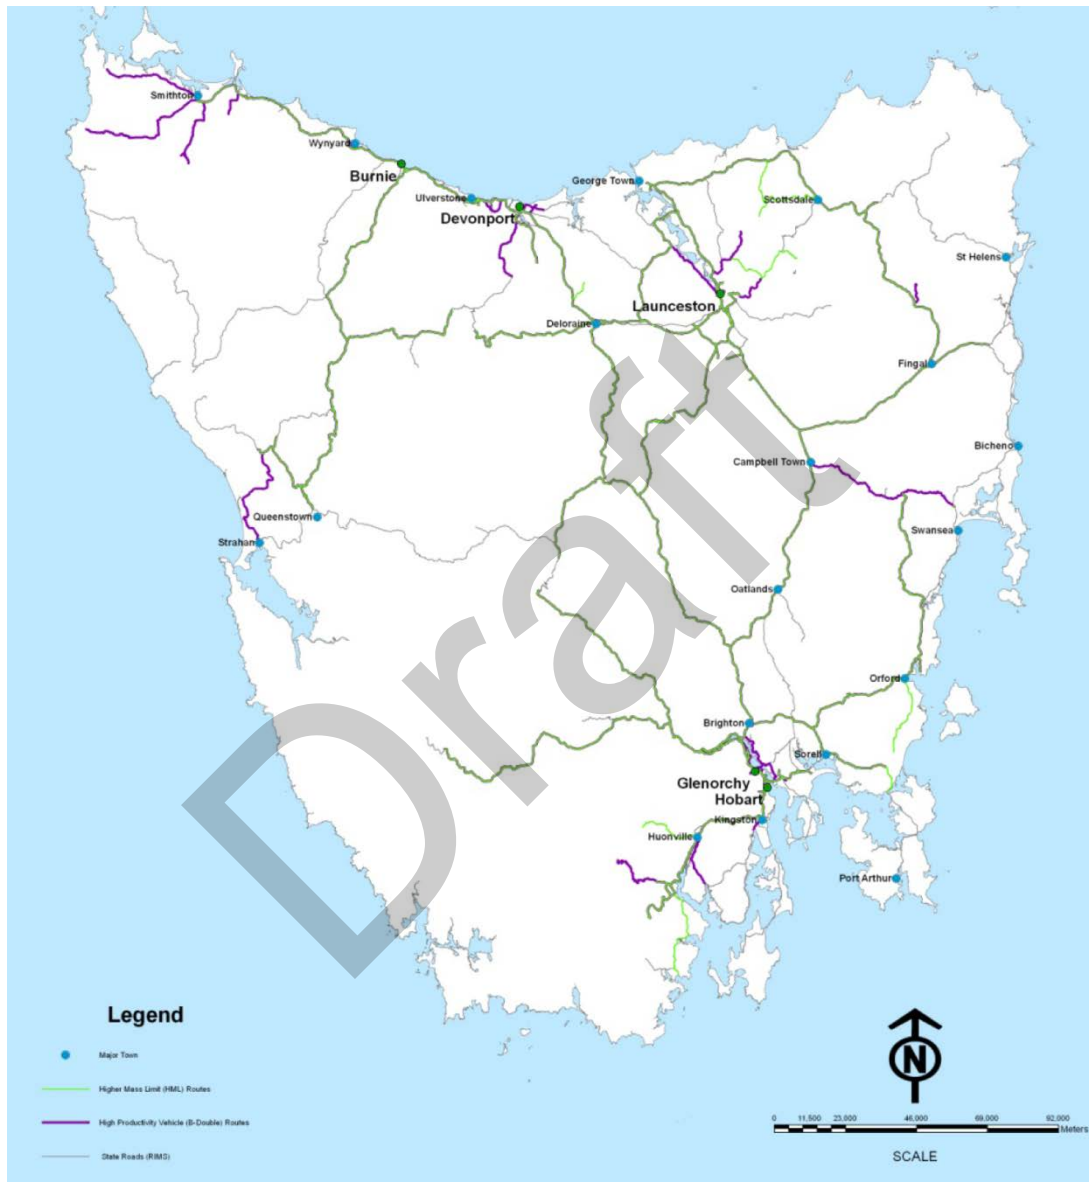 Smithton
Wynyard
Burnie
George Town
Ulverstone
Scottsdale
Devonport
St Helens
Launceston
Deloraine
Fingal
Bicheno
Campbell Town
Queenstown
Swansea
Strahan
Oatlands
Draft
Orford
Brighton
Sorell
Glenorchy
Hobart
Kingston
Huonville
Port Arthur
Legend
Major Town
Higher Mass Limit (HML) Routes
High Productivity Vehicle (B-Double) Routes
State Roads (RIMS)
N
0 11,500 23,000 46,000 69,000 92,000
Meters
SCALE